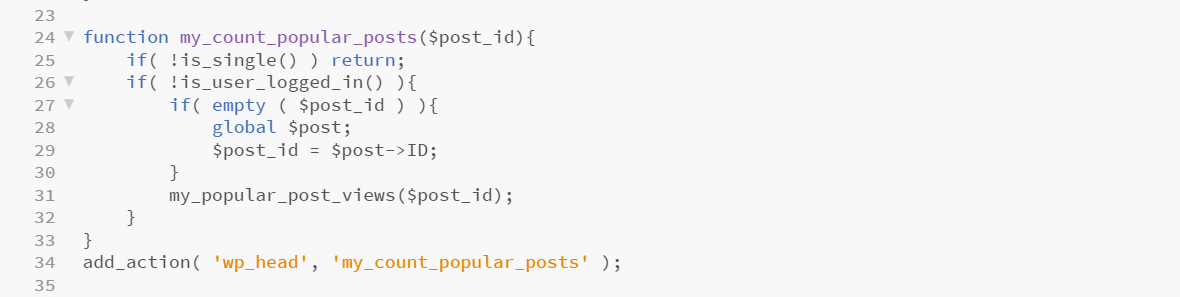 23
24 function my_count_popular_posts($post_id){
25     if( !is_single() ) return;
26     if( !is_user_logged_in() ){
27         if( empty ( $post_id ) ){
28             global $post;
29             $post_id = $post->ID;
30         }
31         my_popular_post_views($post_id);
32     }
33 }
34 add_action( 'wp_head', 'my_count_popular_posts' );
35